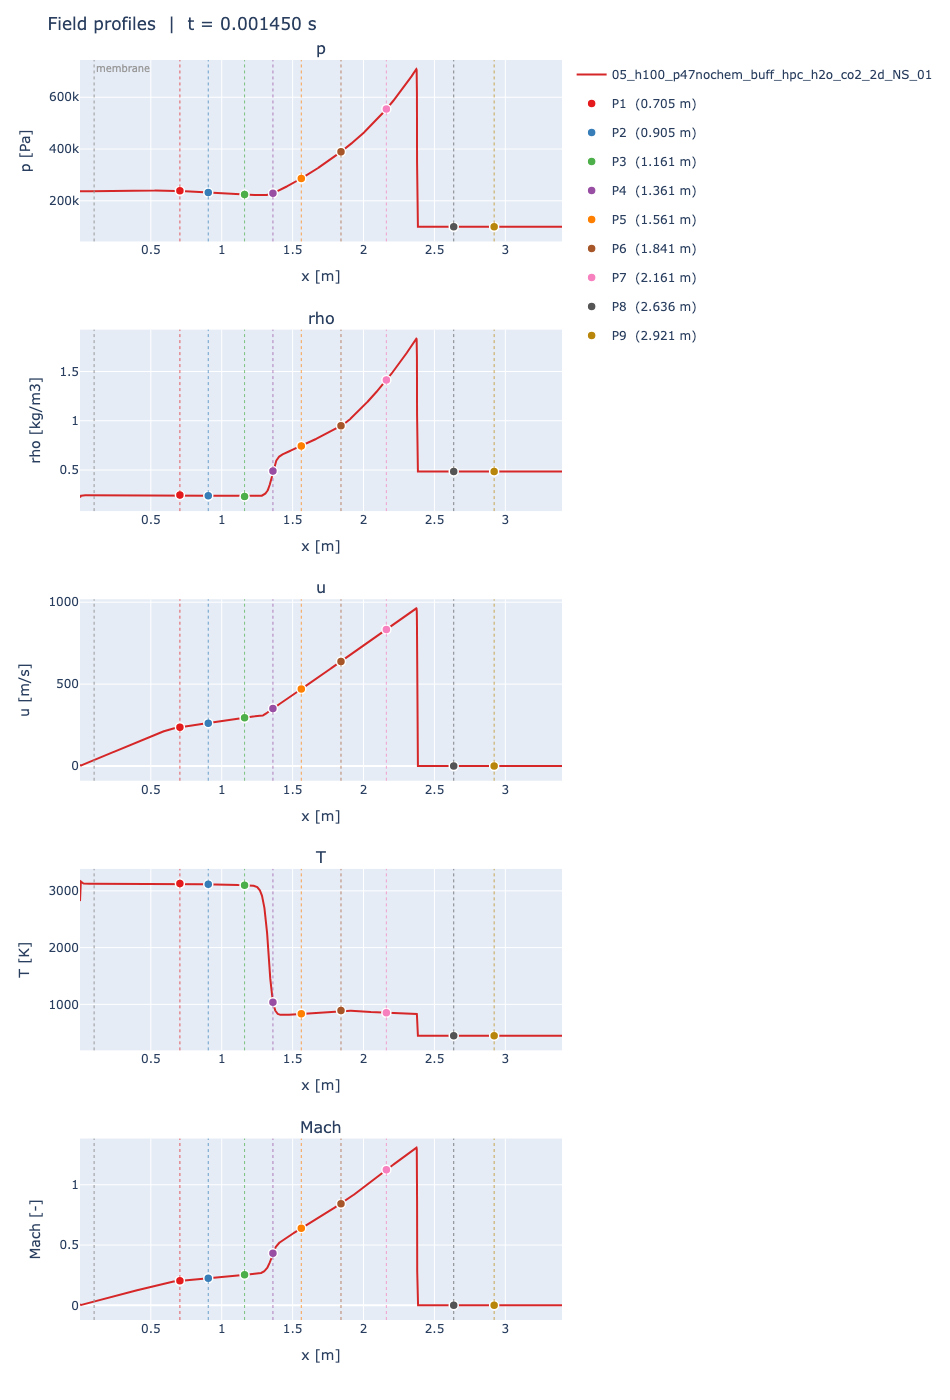 Field profiles | t = 0.001450 s
p
membrane
600k
400k
200k
p [Pa]
0.5 1 1.5 2 2.5 3
x [m]
05_h100_p47nochem_buff_hpc_h2o_co2_2d_NS_01
P1 (0.705 m)
P2 (0.905 m)
P3 (1.161 m)
P4 (1.361 m)
P5 (1.561 m)
P6 (1.841 m)
P7 (2.161 m)
P8 (2.636 m)
P9 (2.921 m)
rho
1.5
1
0.5
rho [kg/m3]
0.5 1 1.5 2 2.5 3
x [m]
u
1000
500
0
u [m/s]
0.5 1 1.5 2 2.5 3
x [m]
T
3000
2000
1000
T [K]
0.5 1 1.5 2 2.5 3
x [m]
Mach
1
0.5
0
Mach [-]
0.5 1 1.5 2 2.5 3
x [m]